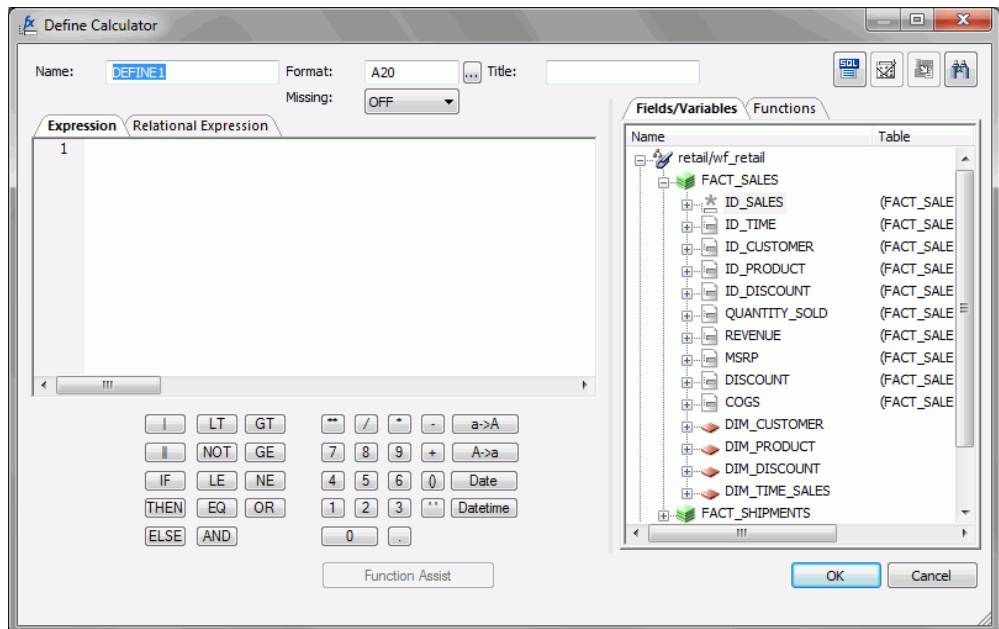 Define Calculator
Name: DEFINE1 Format: A20 ... Title:
Missing: OFF
SQL
Expression Relational Expression
1
Fields/Variables Functions
Name Table
retail/wf_retail
FACT_SALES
ID_SALES (FACT_SALE
ID_TIME (FACT_SALE
ID_CUSTOMER (FACT_SALE
ID_PRODUCT (FACT_SALE
ID_DISCOUNT (FACT_SALE
QUANTITY_SOLD (FACT_SALE
REVENUE (FACT_SALE
MSRP (FACT_SALE
DISCOUNT (FACT_SALE
COGS (FACT_SALE
DIM_CUSTOMER
DIM_PRODUCT
DIM_DISCOUNT
DIM_TIME_SALES
FACT_SHIPMENTS
| LT GT ** / * - a->A
|| NOT GE 7 8 9 + A->a
IF LE NE 4 5 6 () Date
THEN EQ OR 1 2 3 ' ' Datetime
ELSE AND 0 .
Function Assist
OK Cancel